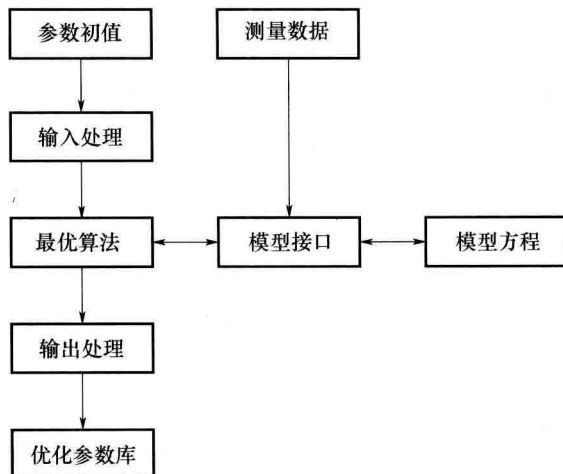 参数初值
测量数据
输入处理
最优算法
模型接口
模型方程
输出处理
优化参数库